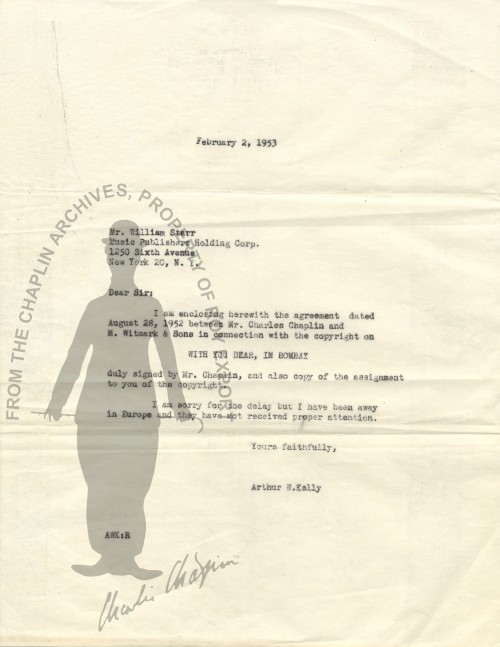 February 2, 1953
FROM THE CHAPLIN ARCHIVES, PROPERTY OF ROY EXPORT
Mr. William Starr
Music Publishers Holding Corp.
1250 Sixth Avenue
New York 20, N. Y.
Dear Sir:
I am enclosing herewith the agreement dated
August 28, 1952 between Mr. Charles Chaplin and
M. Witmark & Sons in connection with the copyright on
WITH YOU DEAR, IN BOMBAY
duly signed by Mr. Chaplin, and also copy of the assignment
to you of the copyright.
I am sorry for the delay but I have been away
in Europe and they have not received proper attention.
Yours faithfully,
Arthur W.Kelly
AWK:R
Charlie Chaplin